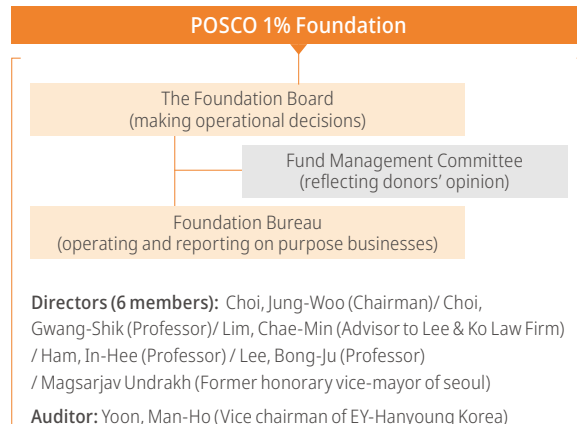 POSCO 1% Foundation
The Foundation Board
(making operational decisions)
Fund Management Committee
(reflecting donors’ opinion)
Foundation Bureau
(operating and reporting on purpose businesses)
Directors (6 members): Choi, Jung-Woo (Chairman)/ Choi,
Gwang-Shik (Professor)/ Lim, Chae-Min (Advisor to Lee & Ko Law Firm)
/ Ham, In-Hee (Professor) / Lee, Bong-Ju (Professor)
/ Magsarjav Undrakh (Former honorary vice-mayor of seoul)
Auditor: Yoon, Man-Ho (Vice chairman of EY-Hanyoung Korea)